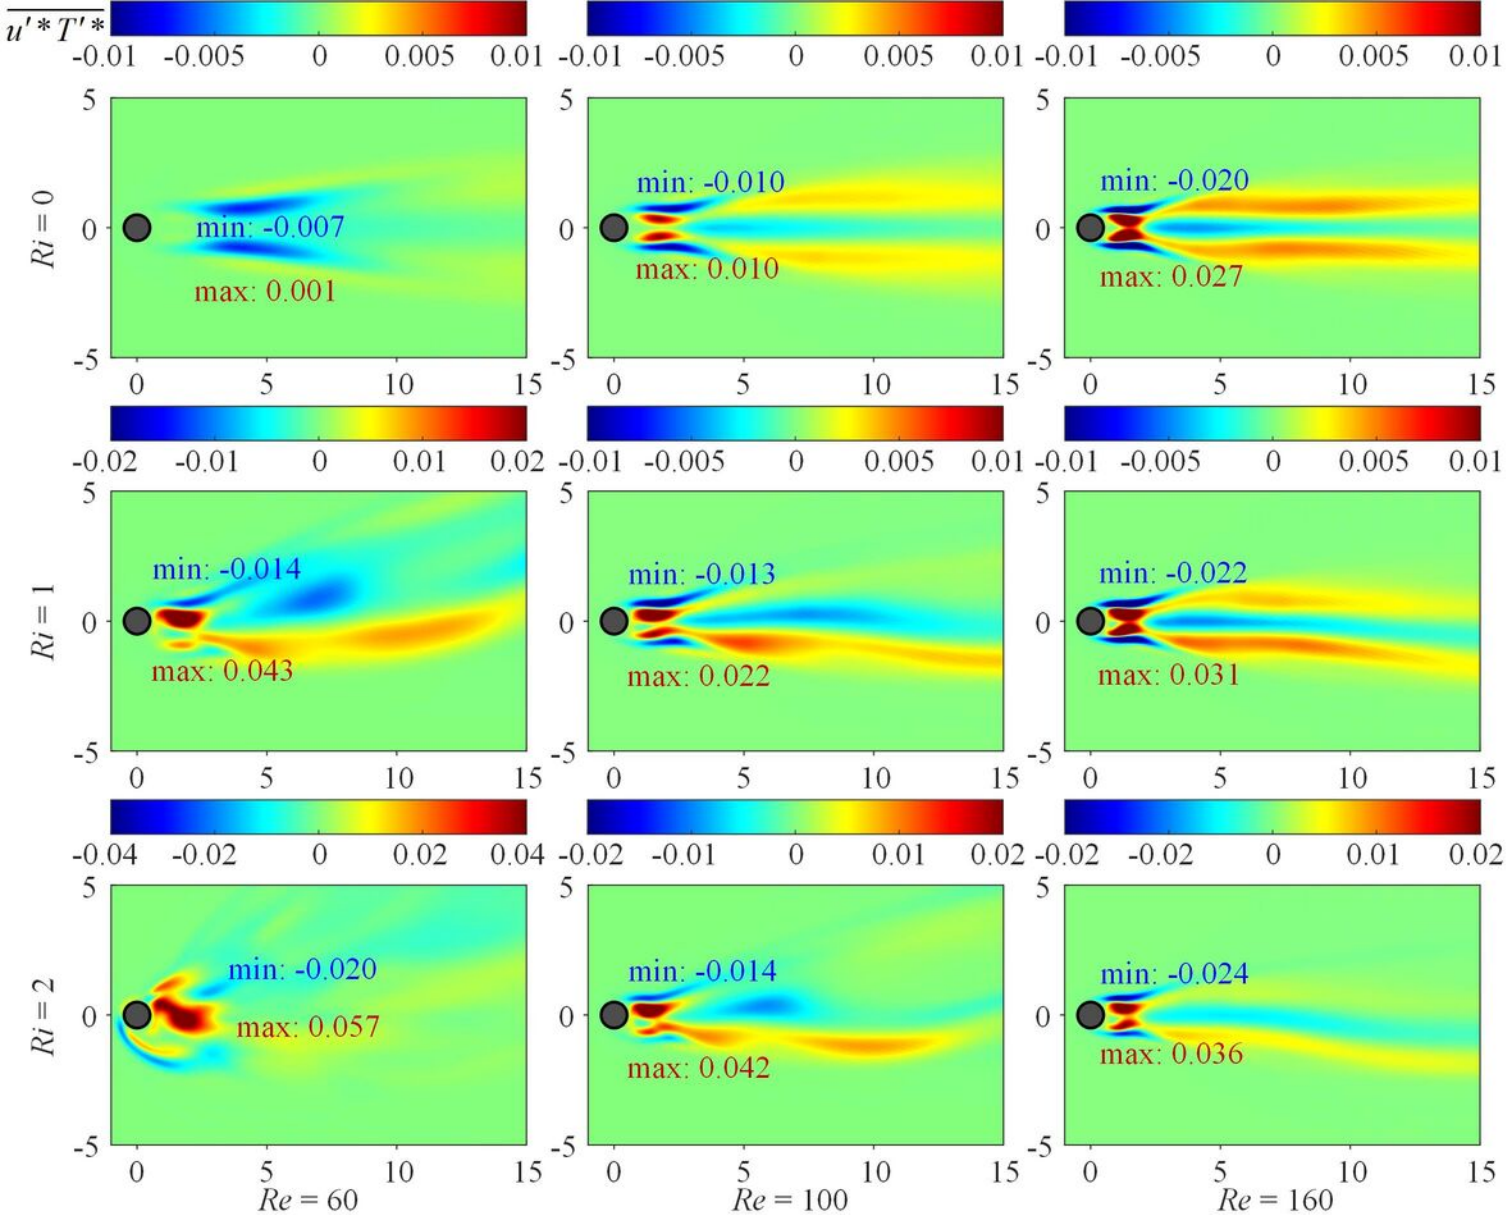 u'*T'*
-0.01 -0.005 0 0.005 0.01 -0.01 -0.005 0 0.005 0.01 -0.01 -0.005 0 0.005 0.01
5 5 5
Ri = 0
0 0 0
-5 -5 -5
min: -0.007
max: 0.001
min: -0.010
max: 0.010
min: -0.020
max: 0.027
0 5 10 15 0 5 10 15 0 5 10 15
-0.02 -0.01 0 0.01 0.02 -0.01 -0.005 0 0.005 0.01 -0.01 -0.005 0 0.005 0.01
5 5 5
Ri = 1
0 0 0
-5 -5 -5
min: -0.014
max: 0.043
min: -0.013
max: 0.022
min: -0.022
max: 0.031
0 5 10 15 0 5 10 15 0 5 10 15
-0.04 -0.02 0 0.02 0.04 -0.02 -0.01 0 0.01 0.02 -0.02 -0.02 0 0.01 0.02
5 5 5
Ri = 2
0 0 0
-5 -5 -5
min: -0.020
max: 0.057
min: -0.014
max: 0.042
min: -0.024
max: 0.036
0 5 10 15 0 5 10 15 0 5 10 15
Re = 60 Re = 100 Re = 160